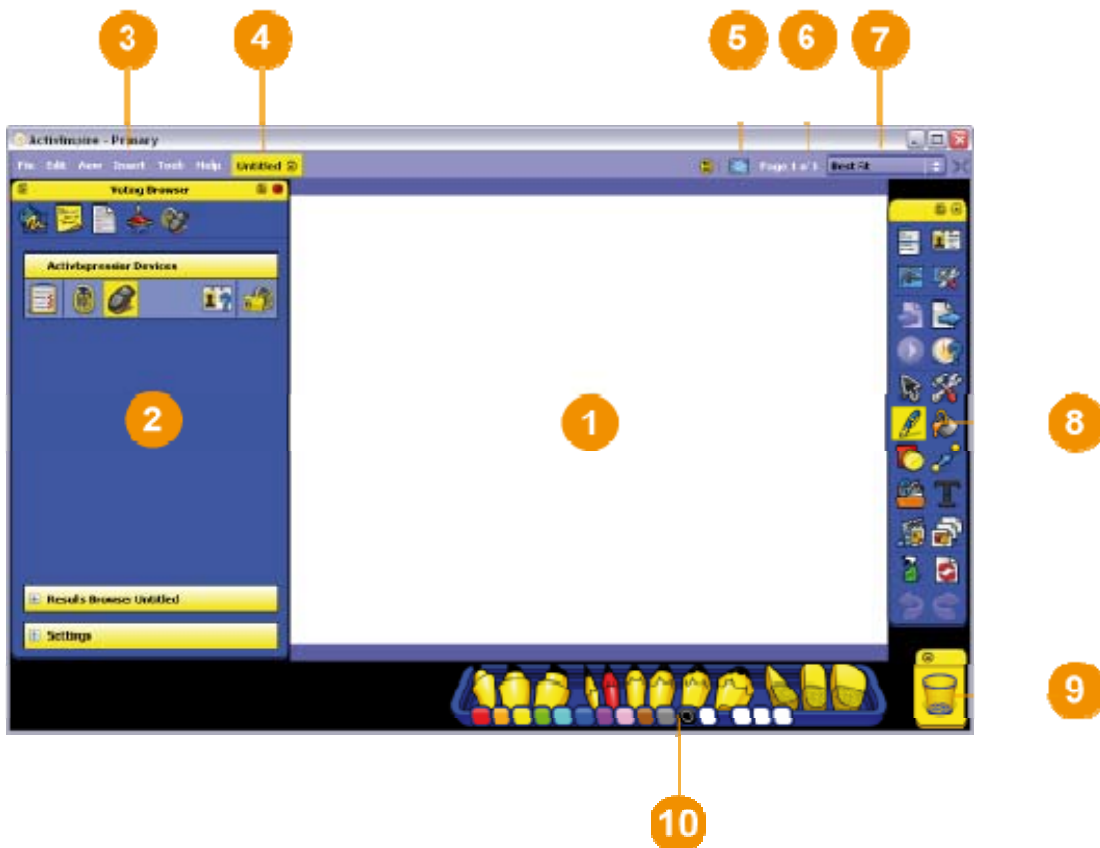 3 4 5 6 7
ActivInspire - Primary
File Edit View Insert Tools Help Untitled Page 1 of 1 Best Fit
Voting Browser
ActivExpression Devices
2 1 8
Results Browser Untitled
Settings
9
10